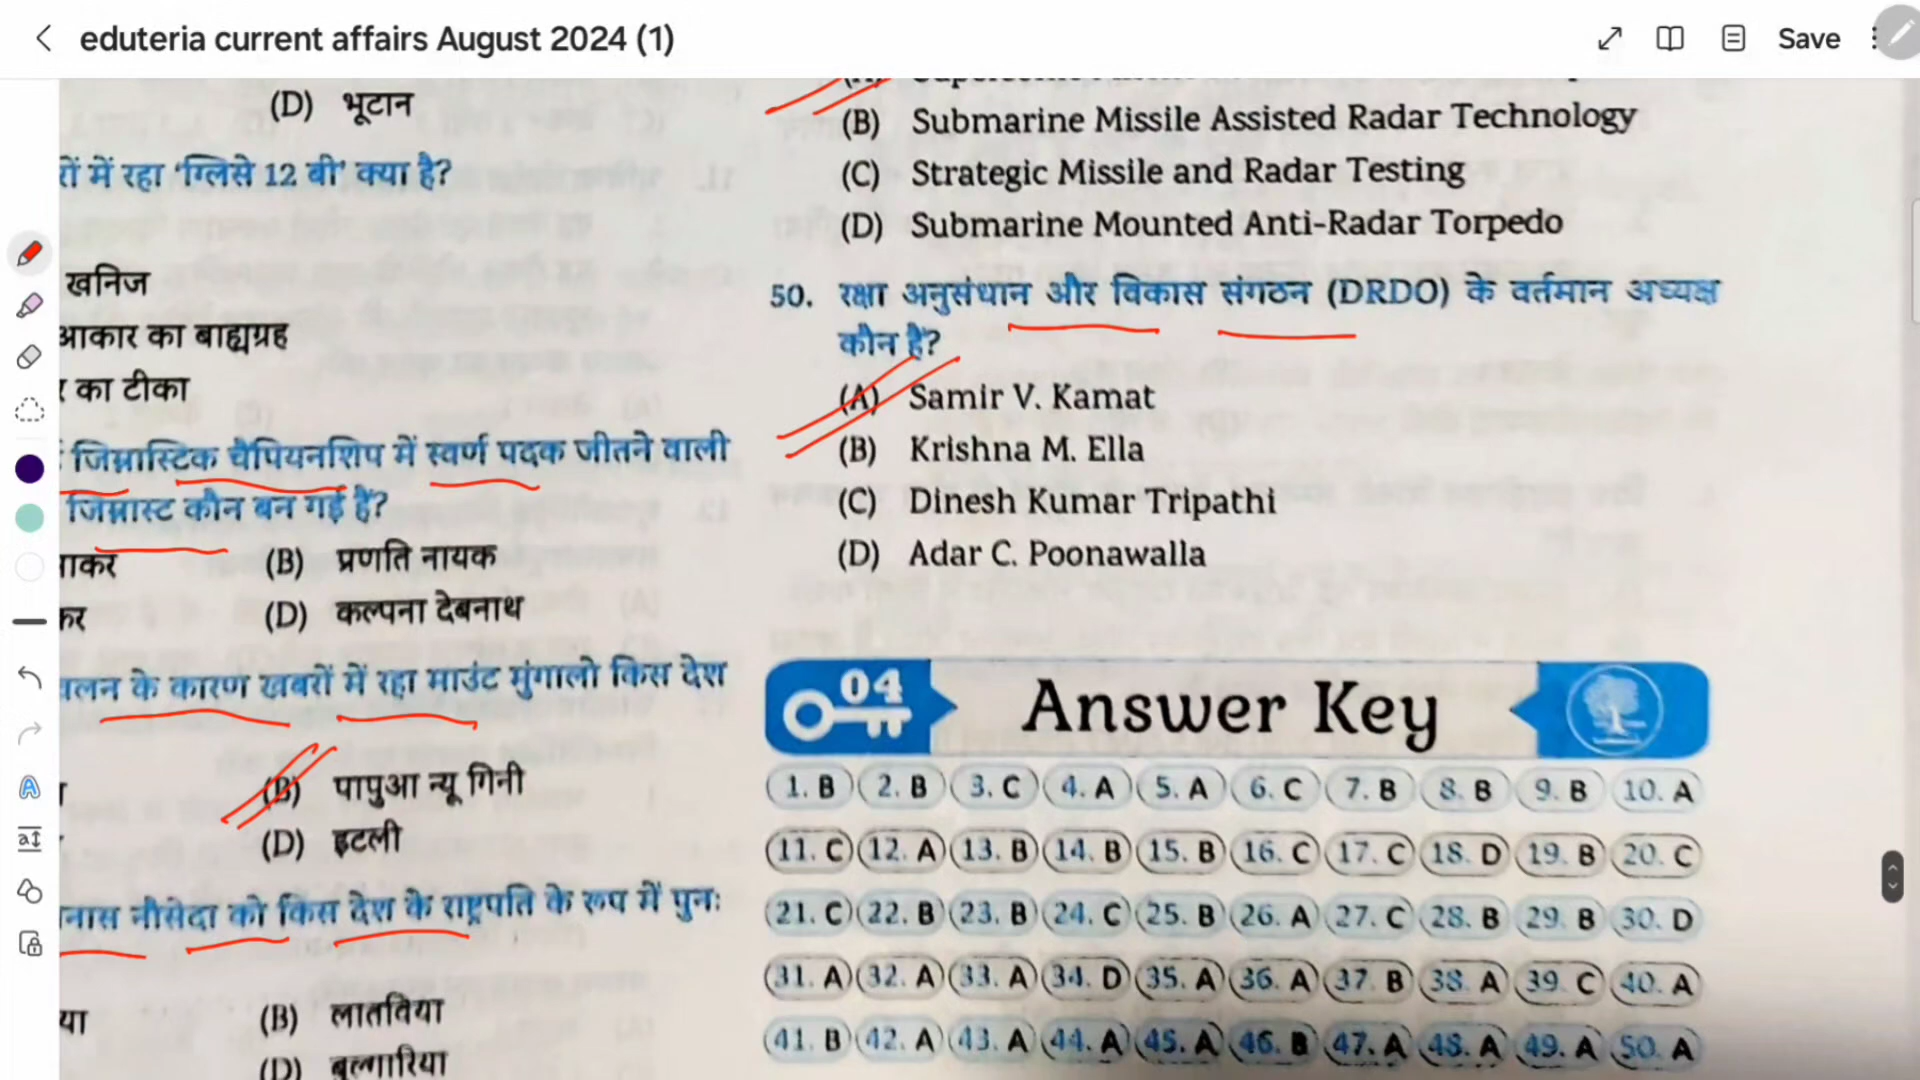 eduteria current affairs August 2024 (1)
Save
(D) भूटान
रों में रहा 'ग्लिसे 12 बी' क्या है?
खनिज
आकार का बाह्यग्रह
र का टीका
जिम्नास्टिक चैपियनशिप में स्वर्ण पदक जीतने वाली
जिम्नास्ट कौन बन गई हैं?
माकर (B) प्रणति नायक
कर (D) कल्पना देबनाथ
खलन के कारण खबरों में रहा माउंट मुंगालो किस देश
(B) पापुआ न्यू गिनी
(D) इटली
नास नौसेदा को किस देश के राष्ट्रपति के रूप में पुनः
या (B) लातविया
(D) बुल्गारिया
(B) Submarine Missile Assisted Radar Technology
(C) Strategic Missile and Radar Testing
(D) Submarine Mounted Anti-Radar Torpedo
50. रक्षा अनुसंधान और विकास संगठन (DRDO) के वर्तमान अध्यक्ष
कौन हैं?
(A) Samir V. Kamat
(B) Krishna M. Ella
(C) Dinesh Kumar Tripathi
(D) Adar C. Poonawalla
04 Answer Key
1. B 2. B 3. C 4. A 5. A 6. C 7. B 8. B 9. B 10. A
11. C 12. A 13. B 14. B 15. B 16. C 17. C 18. D 19. B 20. C
21. C 22. B 23. B 24. C 25. B 26. A 27. C 28. B 29. B 30. D
31. A 32. A 33. A 34. D 35. A 36. A 37. B 38. A 39. C 40. A
41. B 42. A 43. A 44. A 45. A 46. B 47. A 48. A 49. A 50. A